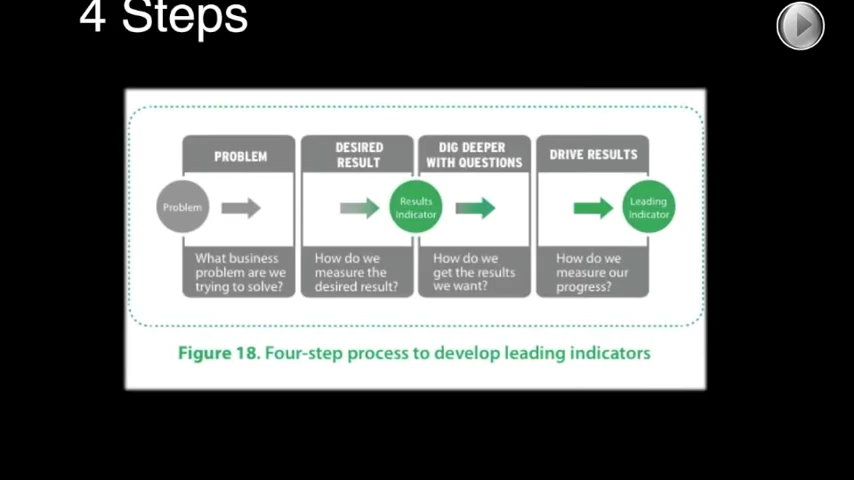 4 Steps
PROBLEM
DESIRED
RESULT
DIG DEEPER
WITH QUESTIONS
DRIVE RESULTS
Problem
Results
Indicator
Leading
Indicator
What business
problem are we
trying to solve?
How do we
measure the
desired result?
How do we
get the results
we want?
How do we
measure our
progress?
Figure 18. Four-step process to develop leading indicators